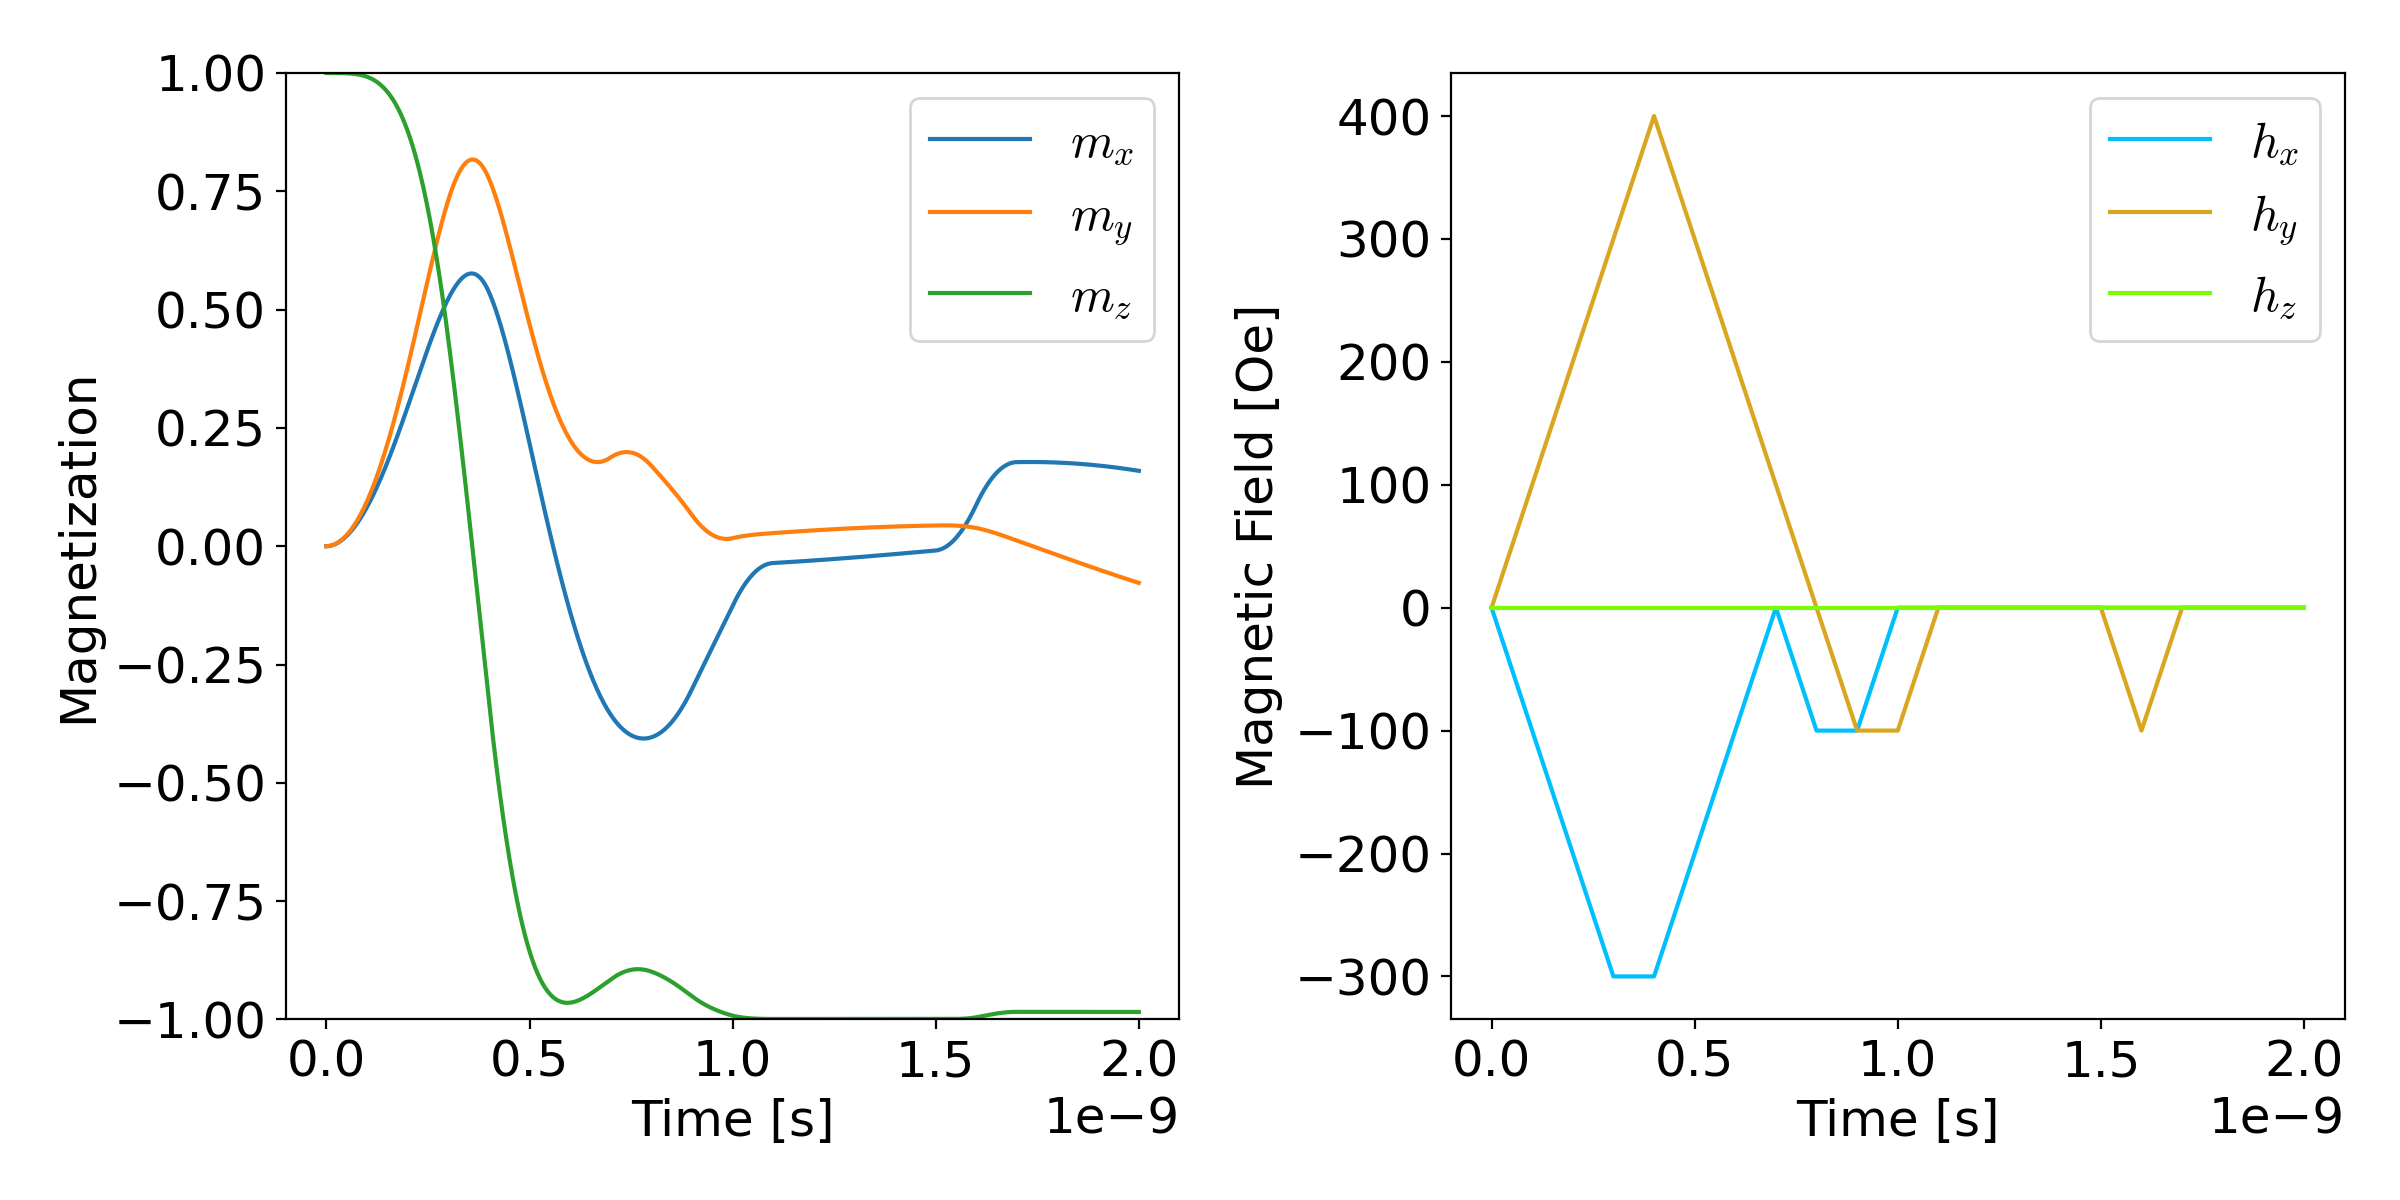 1.00
0.75
0.50
0.25
0.00
−0.25
−0.50
−0.75
−1.00
Magnetization
0.0 0.5 1.0 1.5 2.0
Time [s]
1e−9
m_x
m_y
m_z
400
300
200
100
0
−100
−200
−300
Magnetic Field [Oe]
0.0 0.5 1.0 1.5 2.0
Time [s]
1e−9
h_x
h_y
h_z